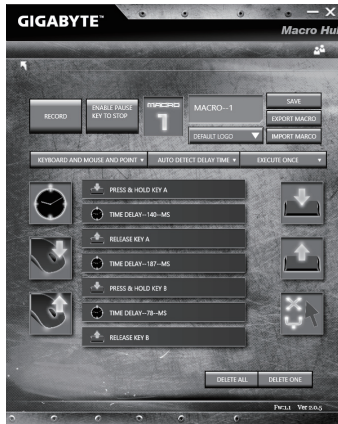 GIGABYTE™
Macro Hu
RECORD
ENABLE PAUSE
KEY TO STOP
MACRO
1
MACRO--1
DEFAULT LOGO
SAVE
EXPORT MACRO
IMPORT MARCO
KEYBOARD AND MOUSE AND POINT
AUTO DETECT DELAY TIME
EXECUTE ONCE
PRESS & HOLD KEY A
TIME DELAY--140--MS
RELEASE KEY A
TIME DELAY--187--MS
PRESS & HOLD KEY B
TIME DELAY--78--MS
RELEASE KEY B
DELETE ALL
DELETE ONE
Fw:1.1 Ver 2.0.5